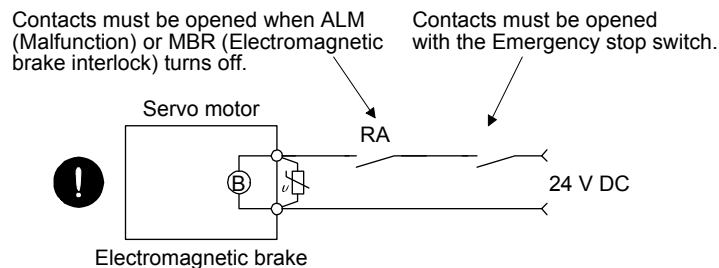 Contacts must be opened when ALM
(Malfunction) or MBR (Electromagnetic
brake interlock) turns off.
Contacts must be opened
with the Emergency stop switch.
Servo motor
RA
B
υ
24 V DC
Electromagnetic brake